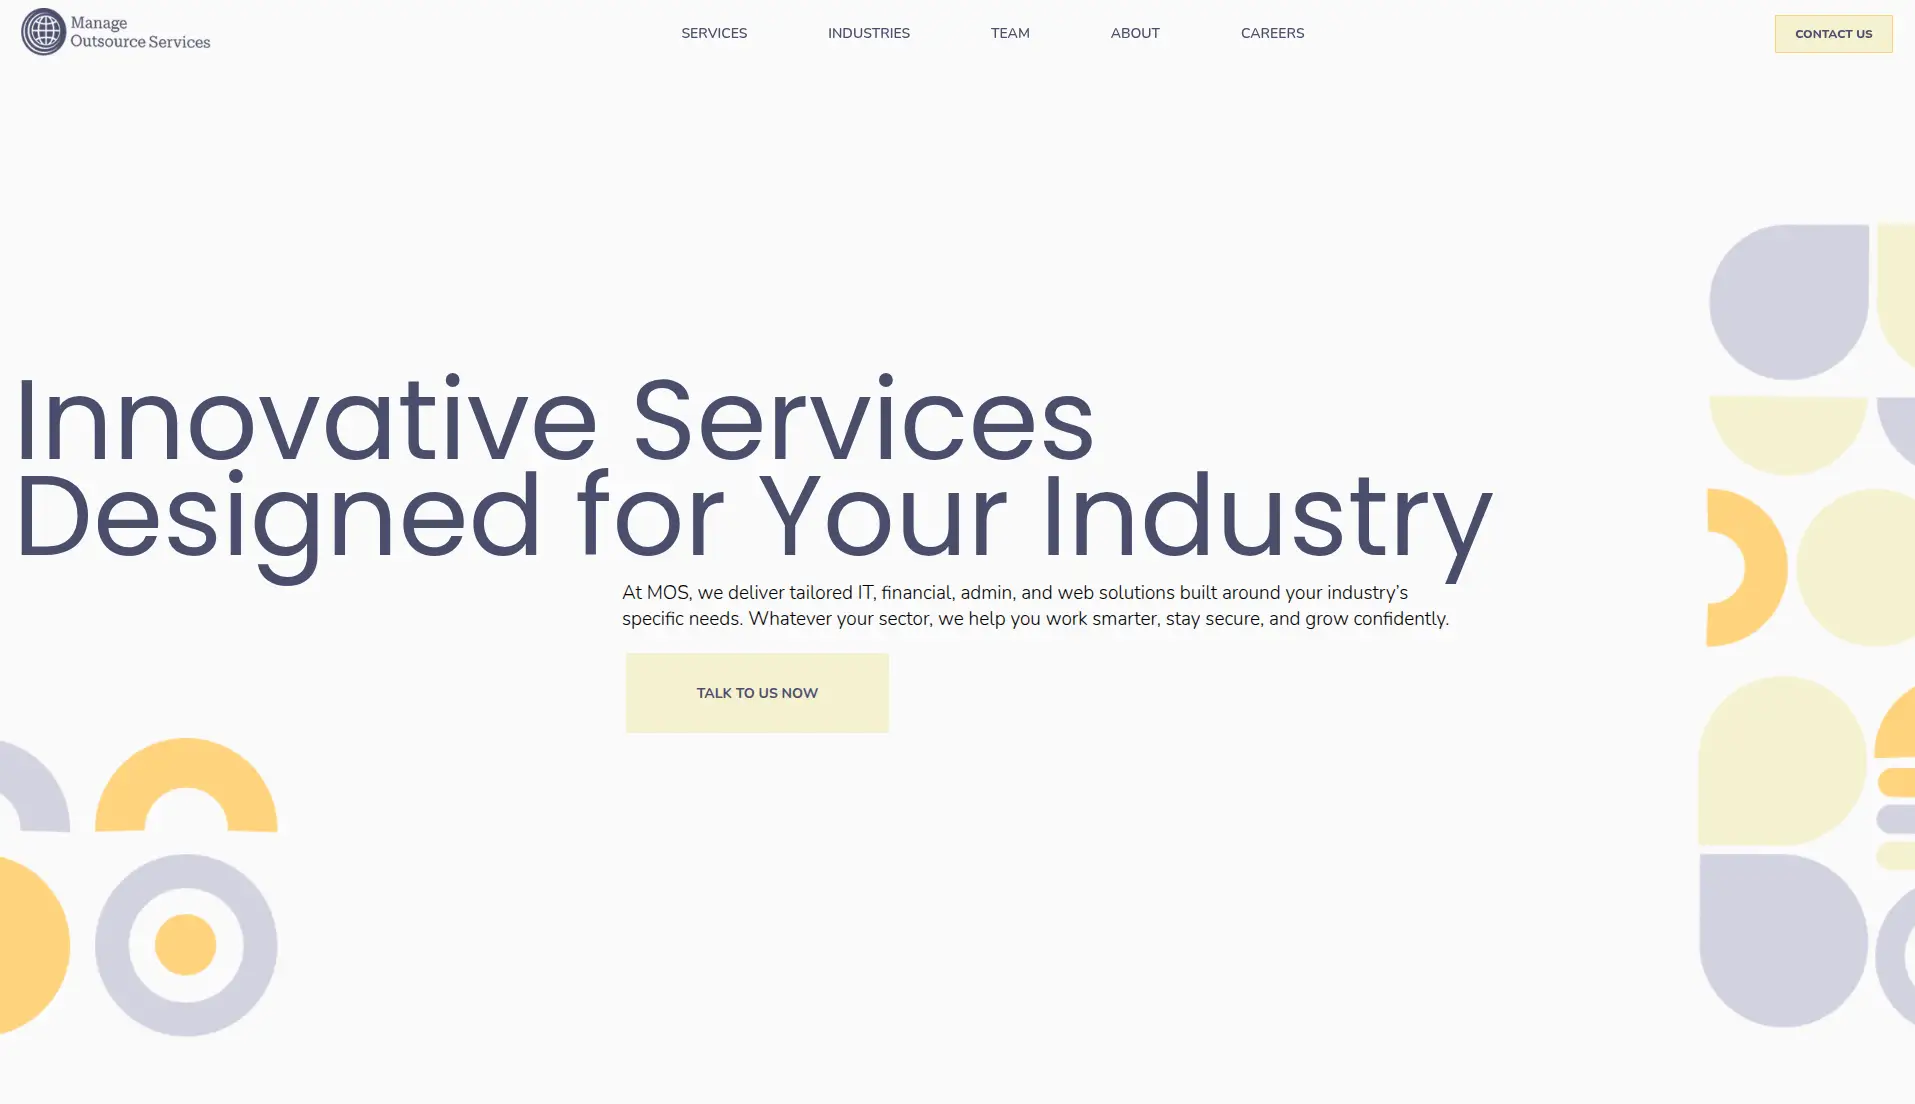 Manage
Outsource Services
SERVICES
INDUSTRIES
TEAM
ABOUT
CAREERS
CONTACT US
Innovative Services
Designed for Your Industry
At MOS, we deliver tailored IT, financial, admin, and web solutions built around your industry’s
specific needs. Whatever your sector, we help you work smarter, stay secure, and grow confidently.
TALK TO US NOW